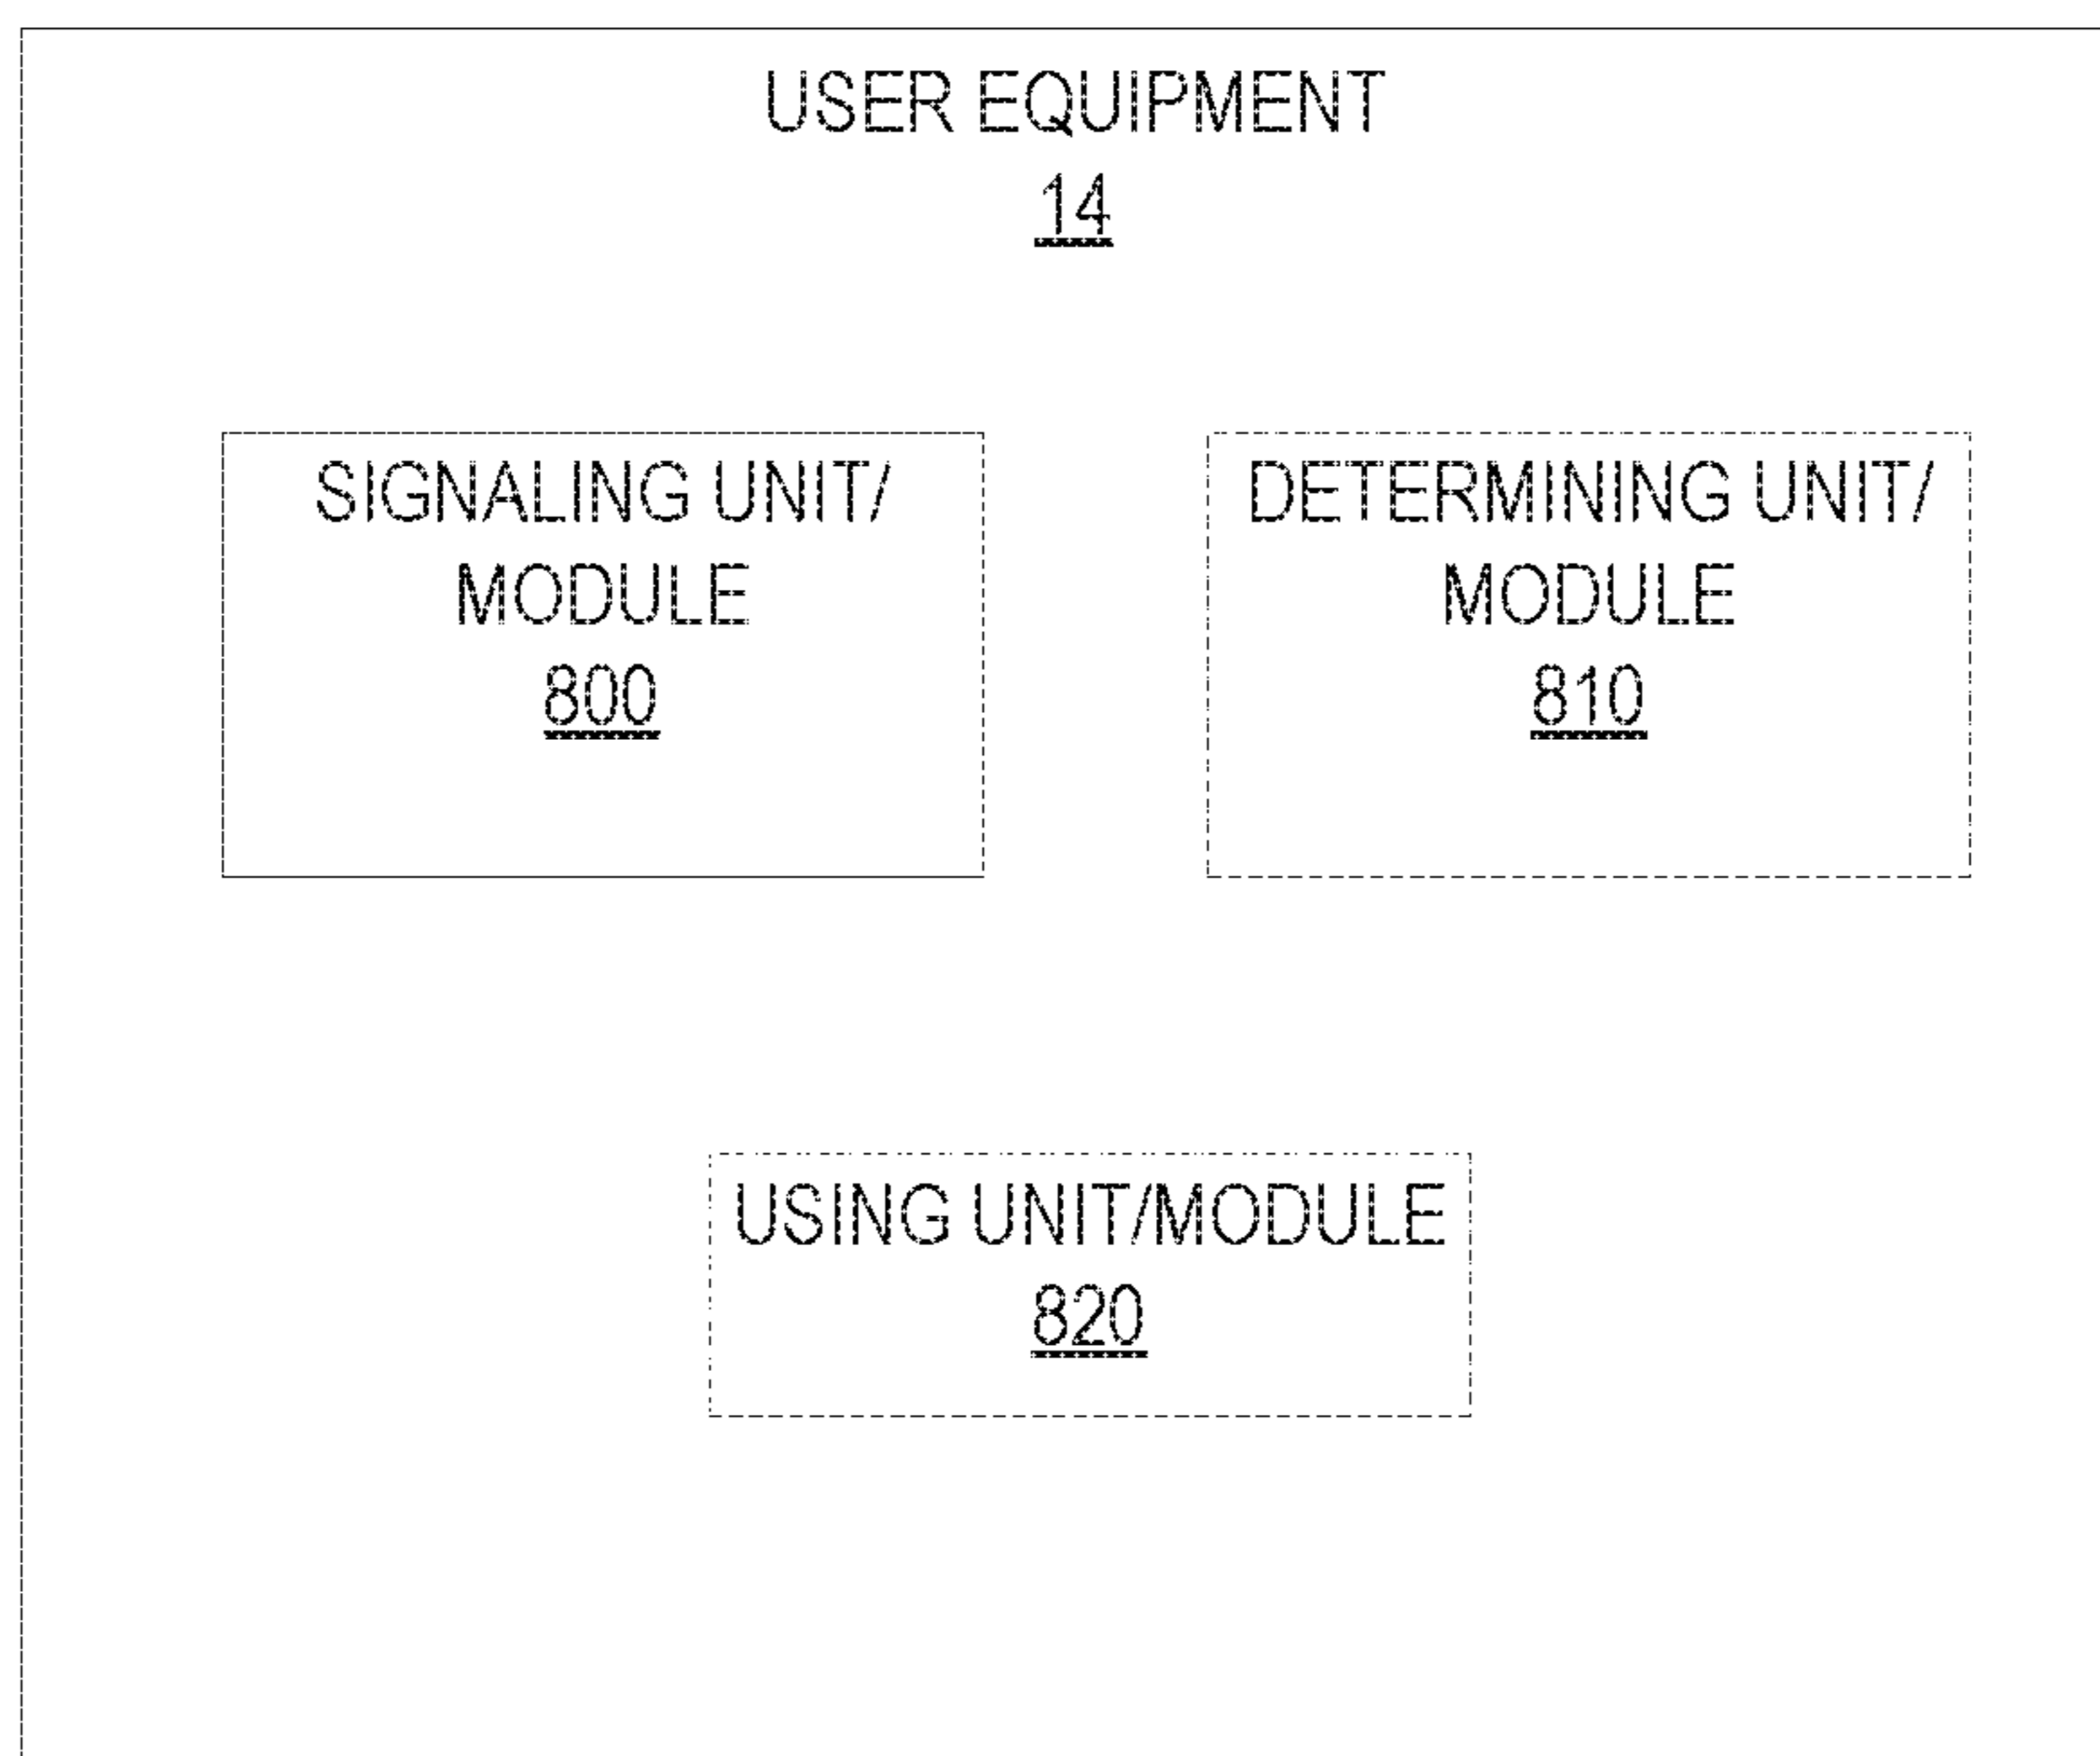 USER EQUIPMENT
14
SIGNALING UNIT/
MODULE
800
DETERMINING UNIT/
MODULE
810
USING UNIT/MODULE
820